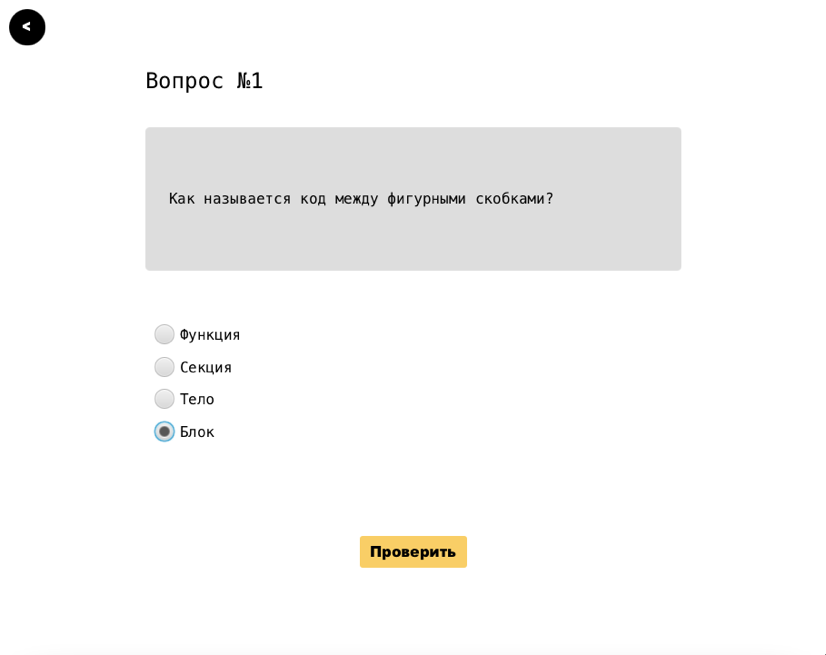 <
Вопрос №1
Как называется код между фигурными скобками?
Функция
Секция
Тело
Блок
Проверить